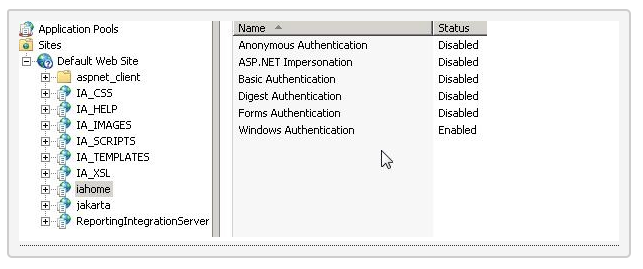 Application Pools
Sites
Default Web Site
aspnet_client
IA_CSS
IA_HELP
IA_IMAGES
IA_SCRIPTS
IA_TEMPLATES
IA_XSL
iahome
jakarta
ReportingIntegrationServer
Name Status
Anonymous Authentication Disabled
ASP.NET Impersonation Disabled
Basic Authentication Disabled
Digest Authentication Disabled
Forms Authentication Disabled
Windows Authentication Enabled